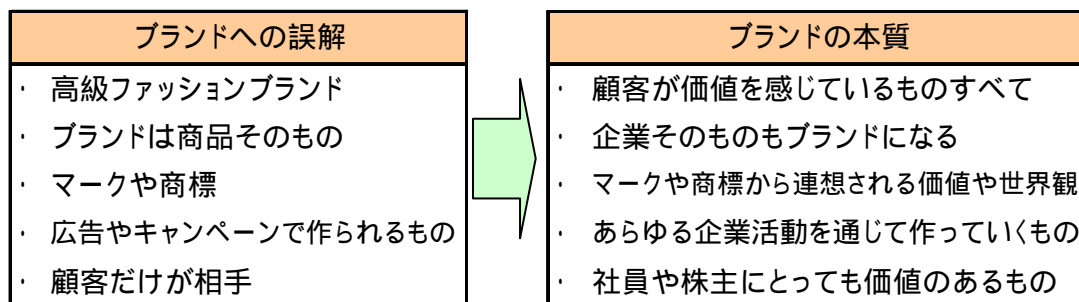 ブランドへの誤解
・ 高級ファッションブランド
・ ブランドは商品そのもの
・ マークや商標
・ 広告やキャンペーンで作られるもの
・ 顧客だけが相手
ブランドの本質
・ 顧客が価値を感じているものすべて
・ 企業そのものもブランドになる
・ マークや商標から連想される価値や世界観
・ あらゆる企業活動を通じて作っていくもの
・ 社員や株主にとっても価値のあるもの